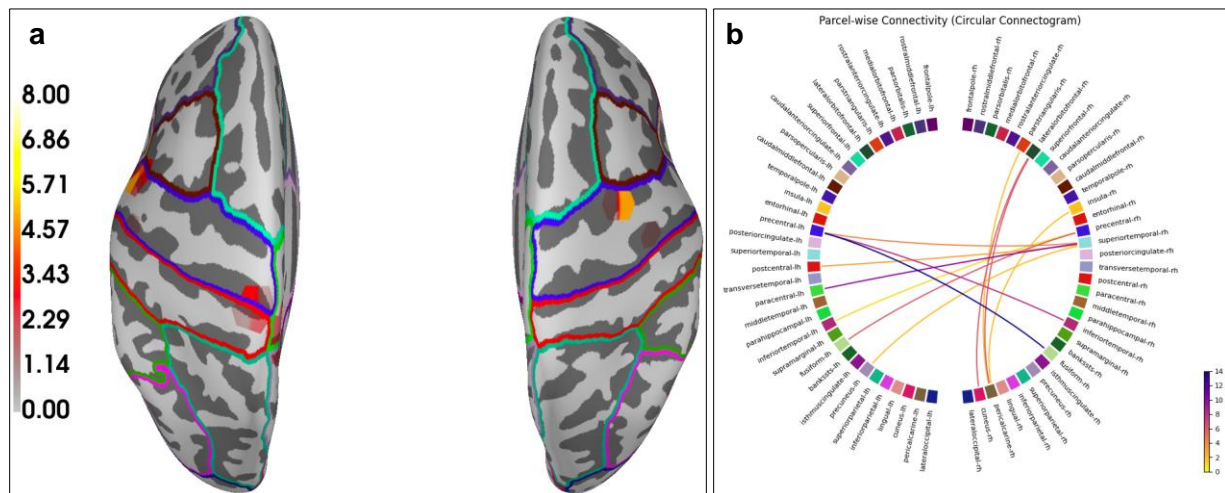 a
8.00
6.86
5.71
4.57
3.43
2.29
1.14
0.00
b
Parcel-wise Connectivity (Circular Connectogram)
frontalpole-lh
rostralmiddlefrontal-lh
parsorbitalis-lh
medialorbitofrontal-lh
rostralanteriorcingulate-lh
parstriangularis-lh
lateralorbitofrontal-lh
superiorfrontal-lh
caudalanteriorcingulate-lh
parsopercularis-lh
caudalmiddlefrontal-lh
temporalpole-lh
insula-lh
entorhinal-lh
precentral-lh
posteriorcingulate-lh
superiortemporal-lh
postcentral-lh
transversetemporal-lh
paracentral-lh
middletemporal-lh
parahippocampal-lh
inferiortemporal-lh
supramarginal-lh
fusiform-lh
bankssts-lh
isthmuscingulate-lh
precuneus-lh
superiorparietal-lh
inferiorparietal-lh
lingual-lh
cuneus-lh
pericalcarine-lh
lateraloccipital-lh
lateraloccipital-rh
cuneus-rh
pericalcarine-rh
lingual-rh
inferiorparietal-rh
superiorparietal-rh
precuneus-rh
isthmuscingulate-rh
fusiform-rh
bankssts-rh
supramarginal-rh
inferiortemporal-rh
parahippocampal-rh
middletemporal-rh
paracentral-rh
postcentral-rh
transversetemporal-rh
posteriorcingulate-rh
superiortemporal-rh
precentral-rh
entorhinal-rh
insula-rh
temporalpole-rh
caudalmiddlefrontal-rh
parsopercularis-rh
caudalanteriorcingulate-rh
superiorfrontal-rh
lateralorbitofrontal-rh
parstriangularis-rh
rostralanteriorcingulate-rh
medialorbitofrontal-rh
parsorbitalis-rh
rostralmiddlefrontal-rh
frontalpole-rh
14
12
10
8
6
4
2
0